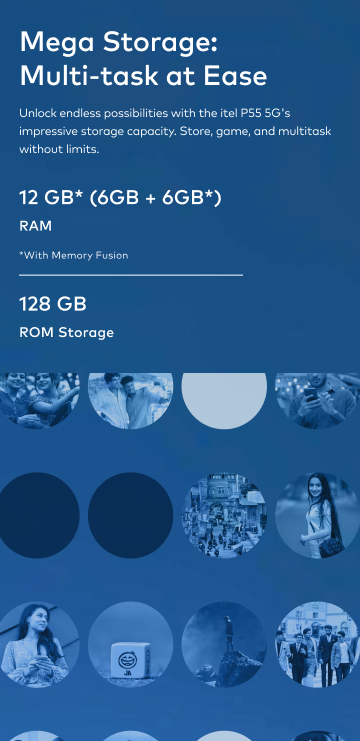 Mega Storage:
Multi-task at Ease
Unlock endless possibilities with the itel P55 5G's
impressive storage capacity. Store, game, and multitask
without limits.
12 GB* (6GB + 6GB*)
RAM
*With Memory Fusion
128 GB
ROM Storage
JA